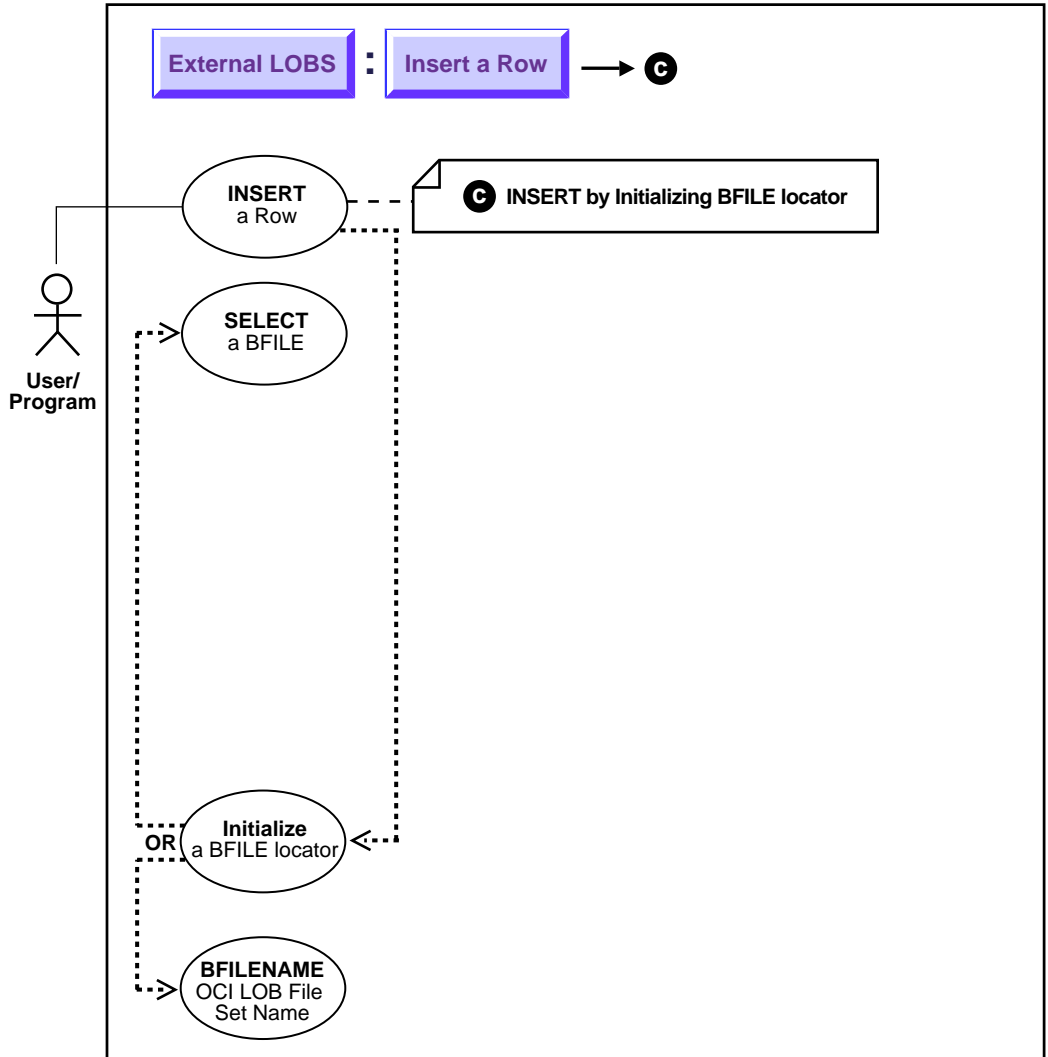 External LOBS : Insert a Row C
INSERT
a Row
C INSERT by Initializing BFILE locator
SELECT
a BFILE
User/
Program
OR
Initialize
a BFILE locator
BFILENAME
OCI LOB File
Set Name